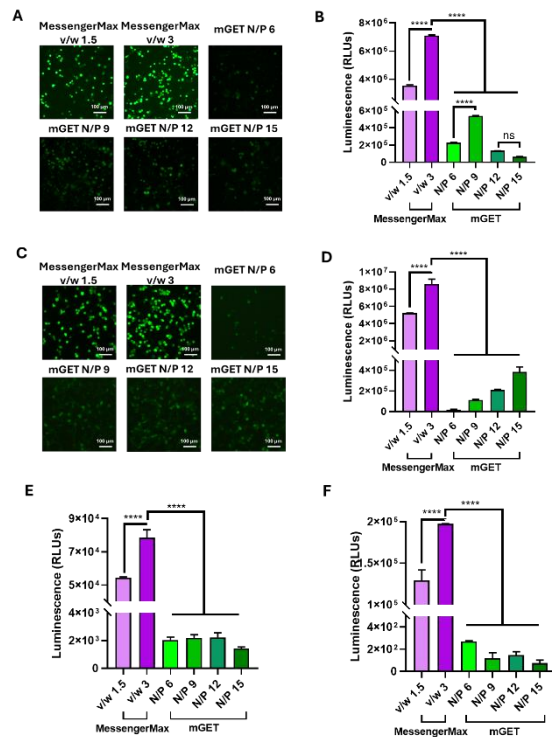 A
MessengerMax v/w 1.5
MessengerMax v/w 3
mGET N/P 6
100 μm
100 μm
100 μm
mGET N/P 9
mGET N/P 12
mGET N/P 15
100 μm
100 μm
100 μm
B
Luminescence (RLUs)
8×10⁶
6×10⁶
4×10⁶
2×10⁶
6×10⁵
4×10⁵
2×10⁵
0
****
****
****
ns
v/w 1.5
v/w 3
N/P 6
N/P 9
N/P 12
N/P 15
MessengerMax
mGET
C
MessengerMax v/w 1.5
MessengerMax v/w 3
mGET N/P 6
100 μm
100 μm
100 μm
mGET N/P 9
mGET N/P 12
mGET N/P 15
100 μm
100 μm
100 μm
D
Luminescence (RLUs)
1×10⁷
8×10⁶
6×10⁶
4×10⁶
2×10⁶
4×10⁵
2×10⁵
0
****
****
v/w 1.5
v/w 3
N/P 6
N/P 9
N/P 12
N/P 15
MessengerMax
mGET
E
Luminescence (RLUs)
9×10⁴
7×10⁴
5×10⁴
4×10³
2×10³
0
****
****
v/w 1.5
v/w 3
N/P 6
N/P 9
N/P 12
N/P 15
MessengerMax
mGET
F
Luminescence (RLUs)
2×10⁵
1.5×10⁵
1×10⁵
6×10²
4×10²
2×10²
0
****
****
v/w 1.5
v/w 3
N/P 6
N/P 9
N/P 12
N/P 15
MessengerMax
mGET